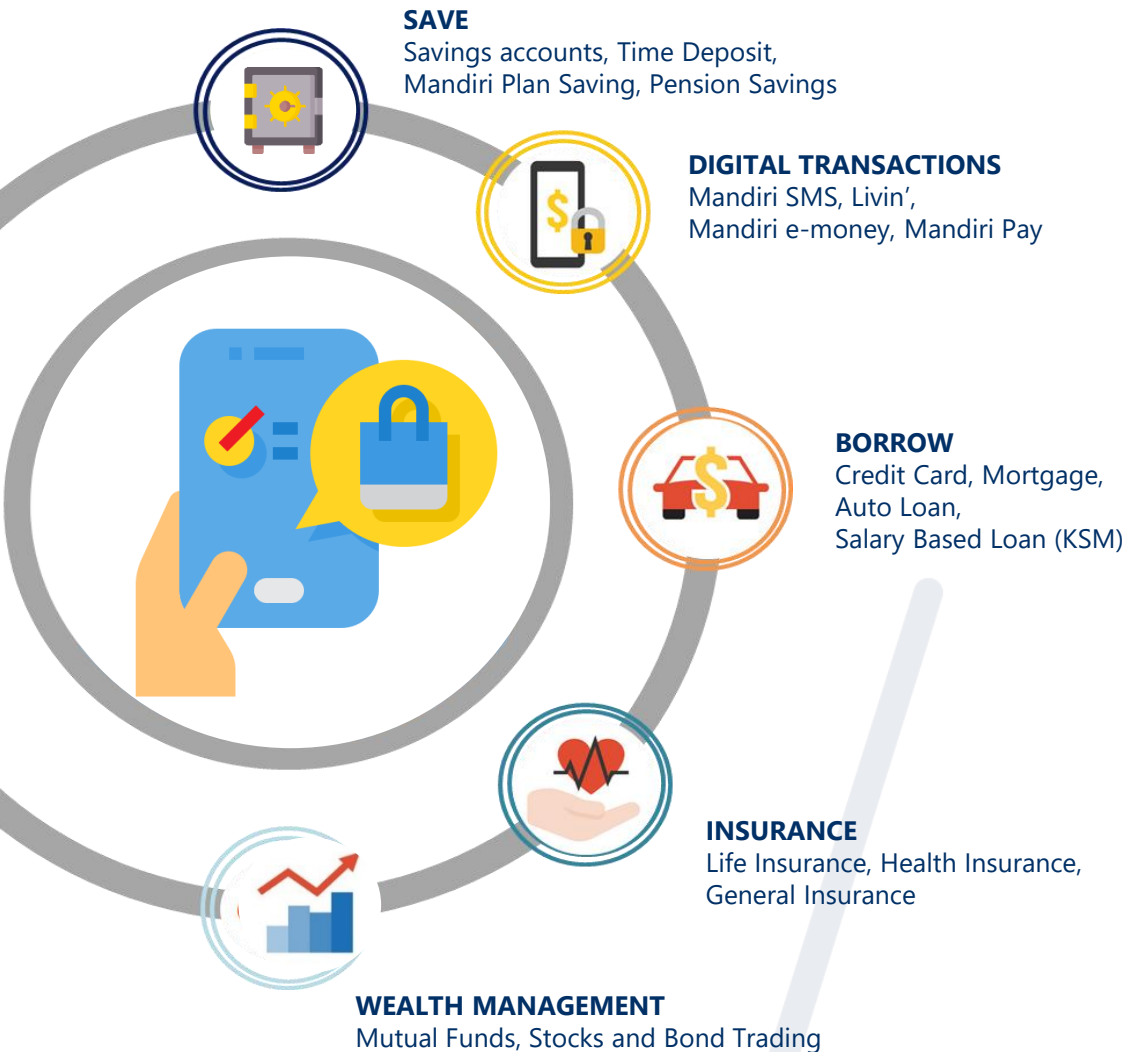 SAVE
Savings accounts, Time Deposit,
Mandiri Plan Saving, Pension Savings
DIGITAL TRANSACTIONS
Mandiri SMS, Livin’,
Mandiri e-money, Mandiri Pay
BORROW
Credit Card, Mortgage,
Auto Loan,
Salary Based Loan (KSM)
INSURANCE
Life Insurance, Health Insurance,
General Insurance
WEALTH MANAGEMENT
Mutual Funds, Stocks and Bond Trading